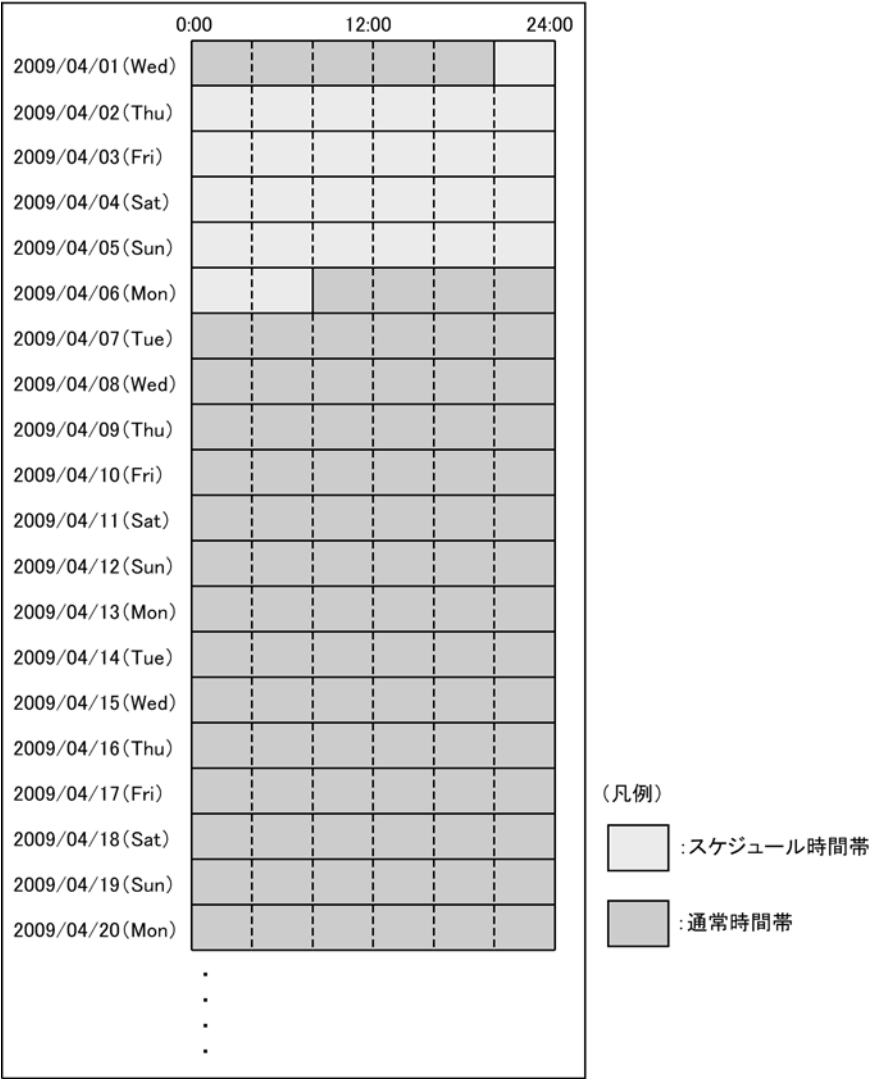 0:00 12:00 24:00
2009/04/01(Wed)
2009/04/02(Thu)
2009/04/03(Fri)
2009/04/04(Sat)
2009/04/05(Sun)
2009/04/06(Mon)
2009/04/07(Tue)
2009/04/08(Wed)
2009/04/09(Thu)
2009/04/10(Fri)
2009/04/11(Sat)
2009/04/12(Sun)
2009/04/13(Mon)
2009/04/14(Tue)
2009/04/15(Wed)
2009/04/16(Thu)
2009/04/17(Fri)
2009/04/18(Sat)
2009/04/19(Sun)
2009/04/20(Mon)
(凡例)
:スケジュール時間帯
:通常時間帯